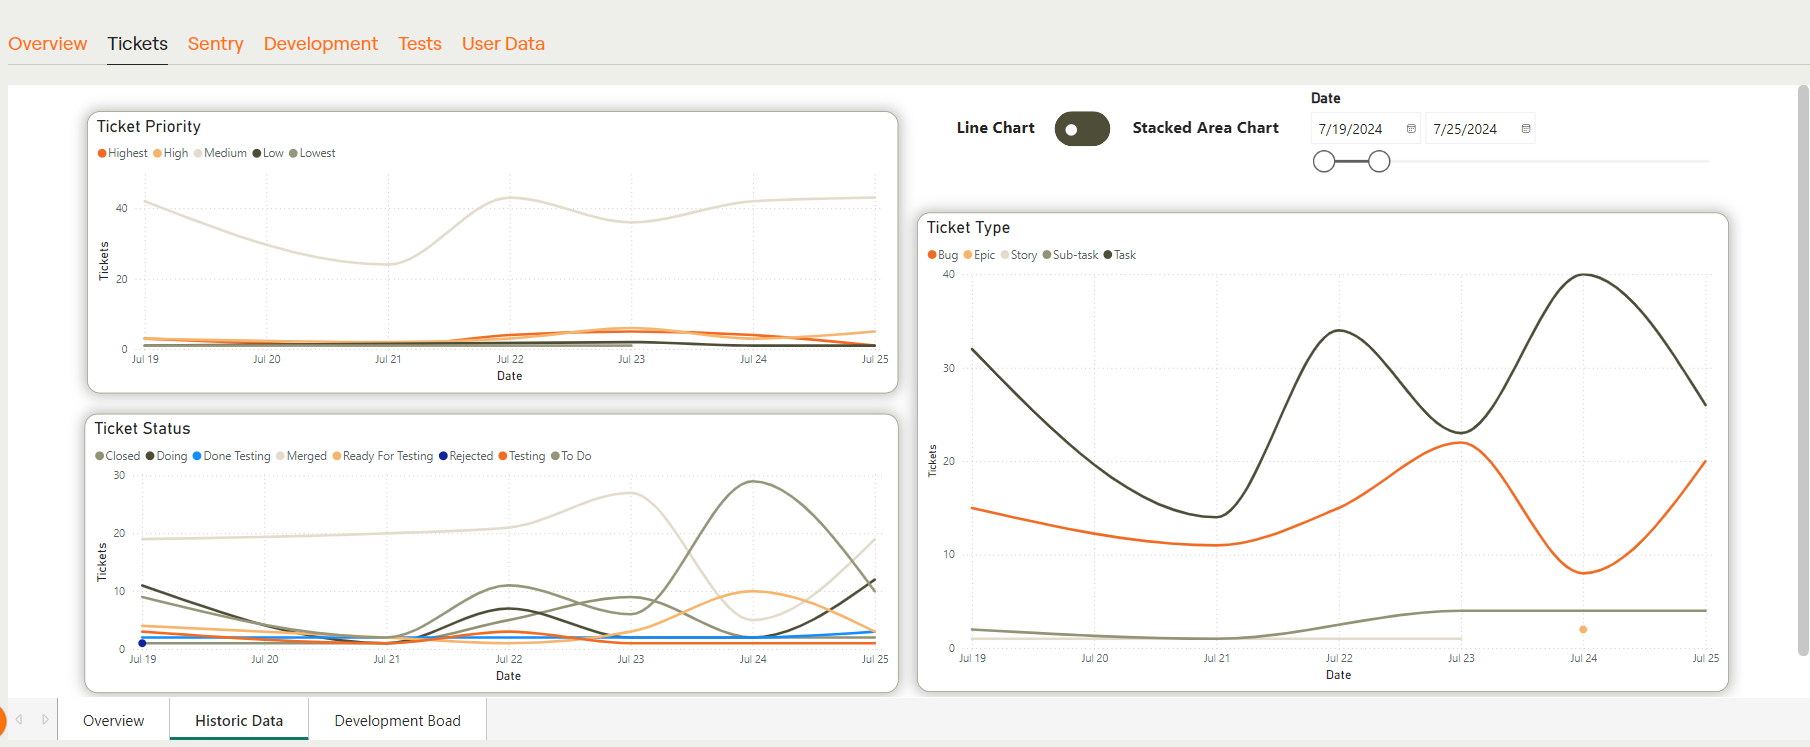 Overview Tickets Sentry Development Tests User Data
Ticket Priority
Highest High Medium Low Lowest
Tickets
40
20
0
Jul 19 Jul 20 Jul 21 Jul 22 Jul 23 Jul 24 Jul 25
Date
Line Chart Stacked Area Chart
Date
7/19/2024 7/25/2024
Ticket Status
Closed Doing Done Testing Merged Ready For Testing Rejected Testing To Do
Tickets
30
20
10
0
Jul 19 Jul 20 Jul 21 Jul 22 Jul 23 Jul 24 Jul 25
Date
Ticket Type
Bug Epic Story Sub-task Task
Tickets
40
30
20
10
0
Jul 19 Jul 20 Jul 21 Jul 22 Jul 23 Jul 24 Jul 25
Date
Overview Historic Data Development Boad